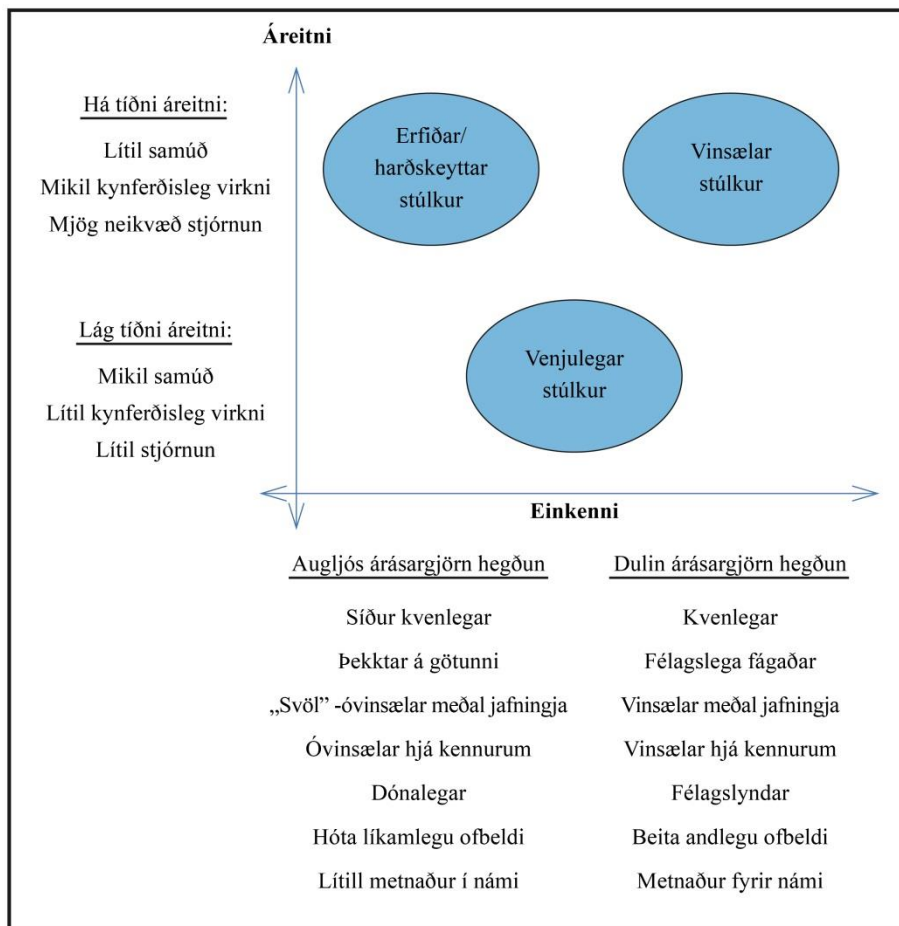 Áreitni
Há tíðni áreitni:
Lítil samúð
Mikil kynferðisleg virkni
Mjög neikvæð stjórnun
Erfiðar/
harðskeyttar
stúlkur
Vinsælar
stúlkur
Lág tíðni áreitni:
Mikil samúð
Lítil kynferðisleg virkni
Lítil stjórnun
Venjulegar
stúlkur
Einkenni
Augljós árásargjörn hegðun
Síður kvenlegar
Þekktar á götunni
„Svöl” -óvinsælar meðal jafningja
Óvinsælar hjá kennurum
Dónalegar
Hóta líkamlegu ofbeldi
Lítill metnaður í námi
Dulin árásargjörn hegðun
Kvenlegar
Félagslega fágaðar
Vinsælar meðal jafningja
Vinsælar hjá kennurum
Félagslyndar
Beita andlegu ofbeldi
Metnaður fyrir námi